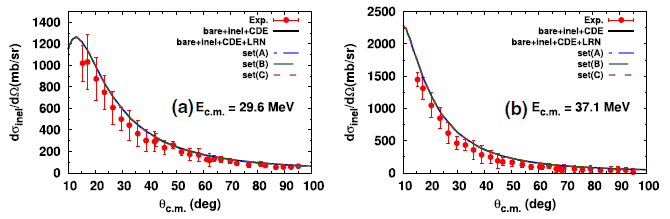 1400
1200
1000
800
600
400
200
0
dσinel/dΩ(mb/sr)
Exp.
bare+inel+CDE
bare+inel+CDE+LRN
set(A)
set(B)
set(C)
(a) Ec.m. = 29.6 MeV
10 20 30 40 50 60 70 80 90 100
θc.m. (deg)
2500
2000
1500
1000
500
0
dσinel/dΩ(mb/sr)
Exp.
bare+inel+CDE
bare+inel+CDE+LRN
set(A)
set(B)
set(C)
(b) Ec.m. = 37.1 MeV
10 20 30 40 50 60 70 80 90 100
θc.m. (deg)